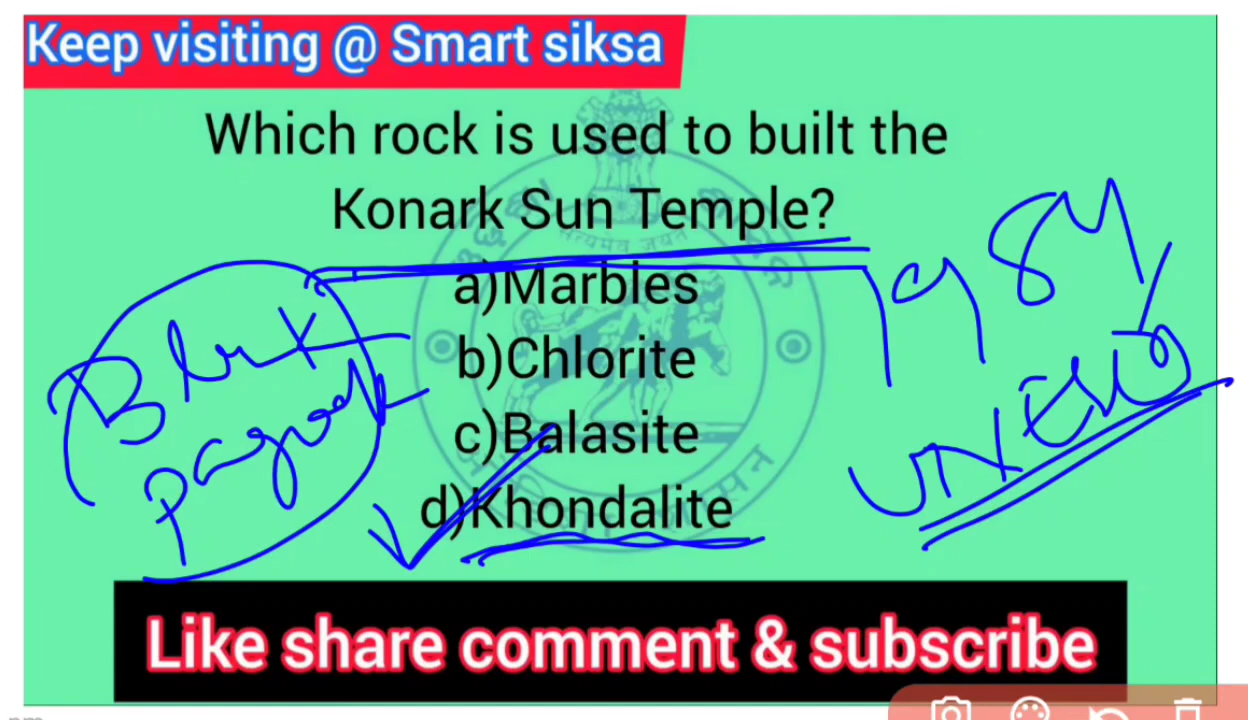 Keep visiting @ Smart siksa
Which rock is used to built the
Konark Sun Temple?
a)Marbles
b)Chlorite
c)Balasite
d)Khondalite
1984
UNESCO
Black
pagoda
Like share comment & subscribe